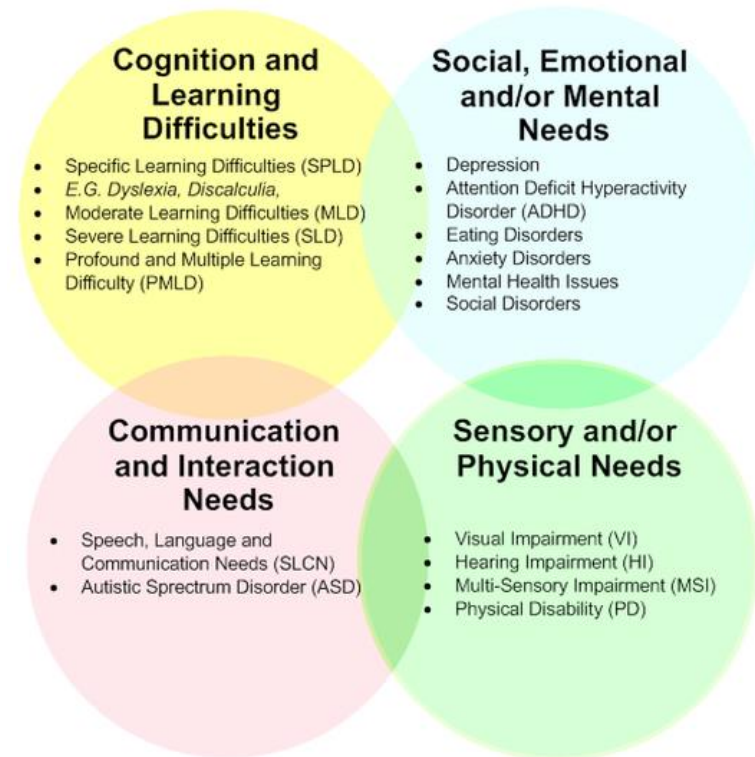 Cognition and
Learning
Difficulties
• Specific Learning Difficulties (SPLD)
• E.G. Dyslexia, Discalculia,
• Moderate Learning Difficulties (MLD)
• Severe Learning Difficulties (SLD)
• Profound and Multiple Learning
Difficulty (PMLD)
Social, Emotional
and/or Mental
Needs
• Depression
• Attention Deficit Hyperactivity
Disorder (ADHD)
• Eating Disorders
• Anxiety Disorders
• Mental Health Issues
• Social Disorders
Communication
and Interaction
Needs
• Speech, Language and
Communication Needs (SLCN)
• Autistic Sprectrum Disorder (ASD)
Sensory and/or
Physical Needs
• Visual Impairment (VI)
• Hearing Impairment (HI)
• Multi-Sensory Impairment (MSI)
• Physical Disability (PD)